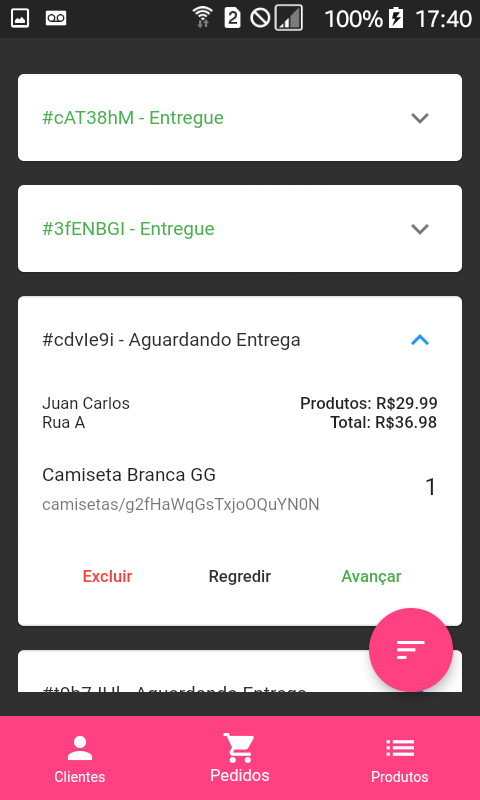 2
100%
17:40
#cAT38hM - Entregue
#3fENBGI - Entregue
#cdvIe9i - Aguardando Entrega
Juan Carlos
Produtos: R$29.99
Rua A
Total: R$36.98
Camiseta Branca GG
1
camisetas/g2fHaWqGsTxjoOQuYN0N
Excluir
Regredir
Avançar
- Aguardando Entrega
Clientes
Pedidos
Produtos